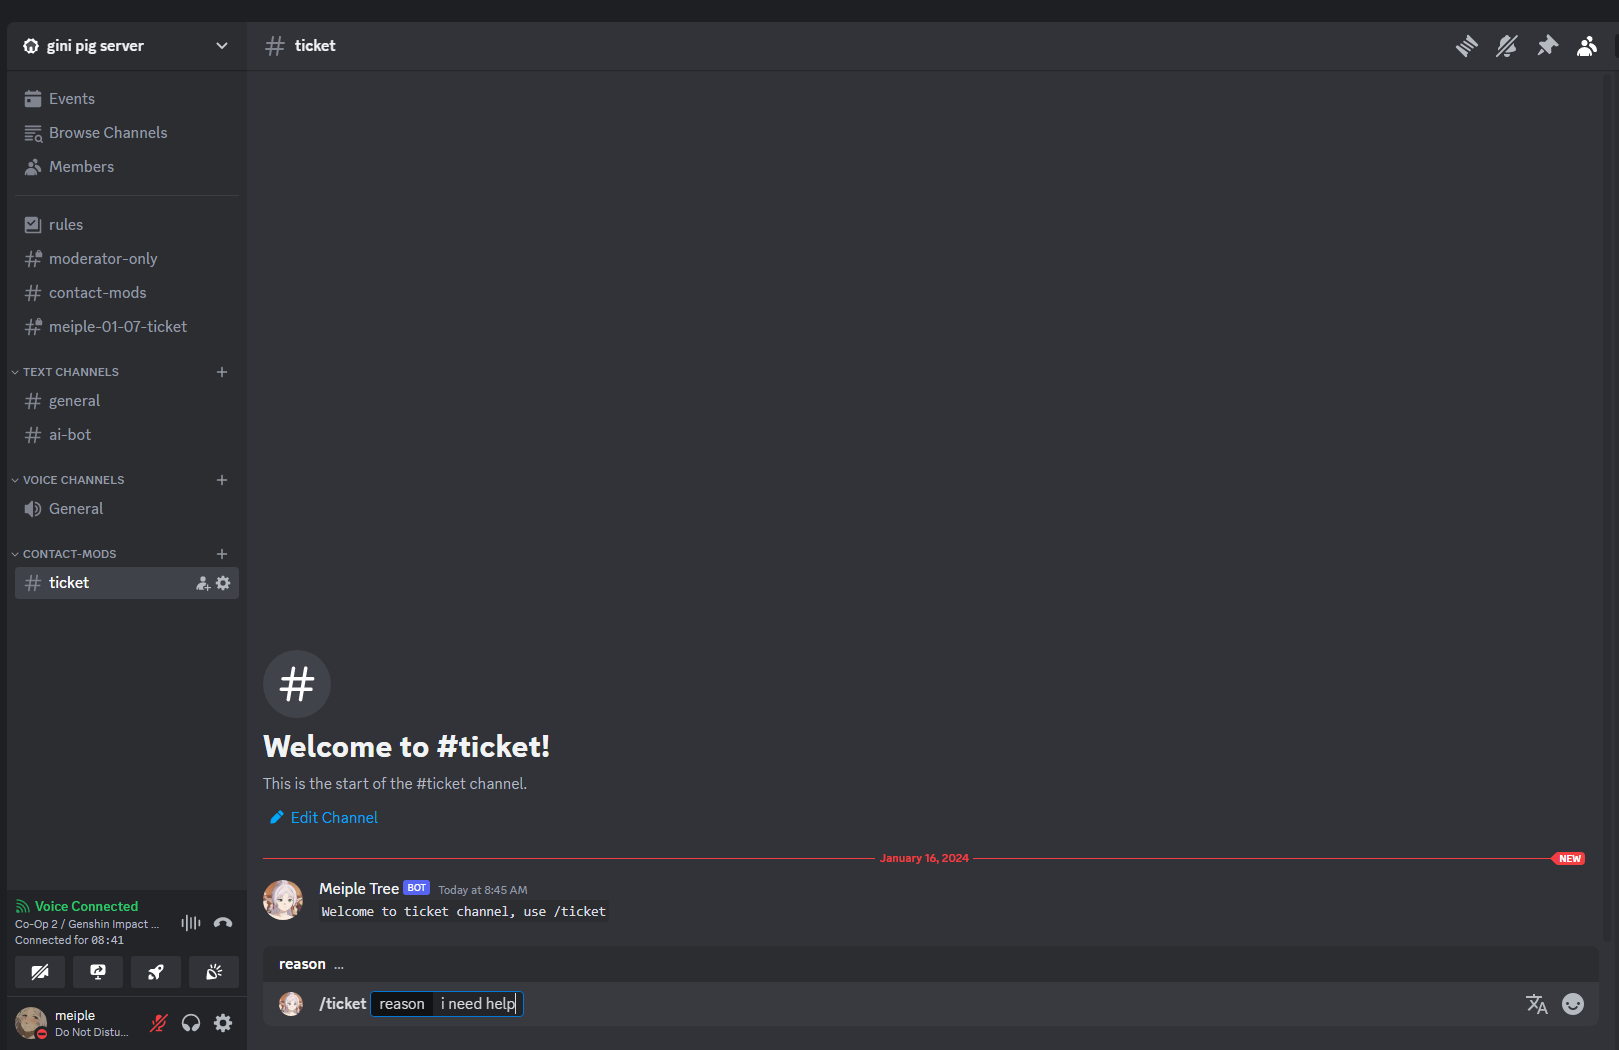 gini pig server
Events
Browse Channels
Members
rules
moderator-only
contact-mods
meiple-01-07-ticket
TEXT CHANNELS
general
ai-bot
VOICE CHANNELS
General
CONTACT-MODS
ticket
Voice Connected
Co-Op 2 / Genshin Impact ...
Connected for 08:41
meiple
Do Not Distu...
ticket
Welcome to #ticket!
This is the start of the #ticket channel.
Edit Channel
January 16, 2024
NEW
Meiple Tree BOT Today at 8:45 AM
Welcome to ticket channel, use /ticket
reason ...
/ticket reason i need help